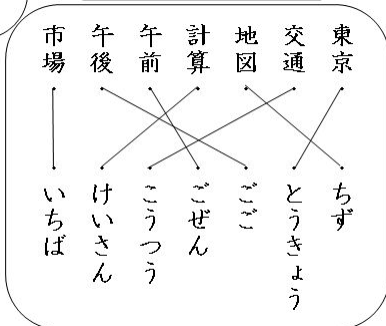 東京
交通
地図
計算
午前
午後
市場
ちず
とうきょう
ごご
ごぜん
こうつう
けいさん
いちば